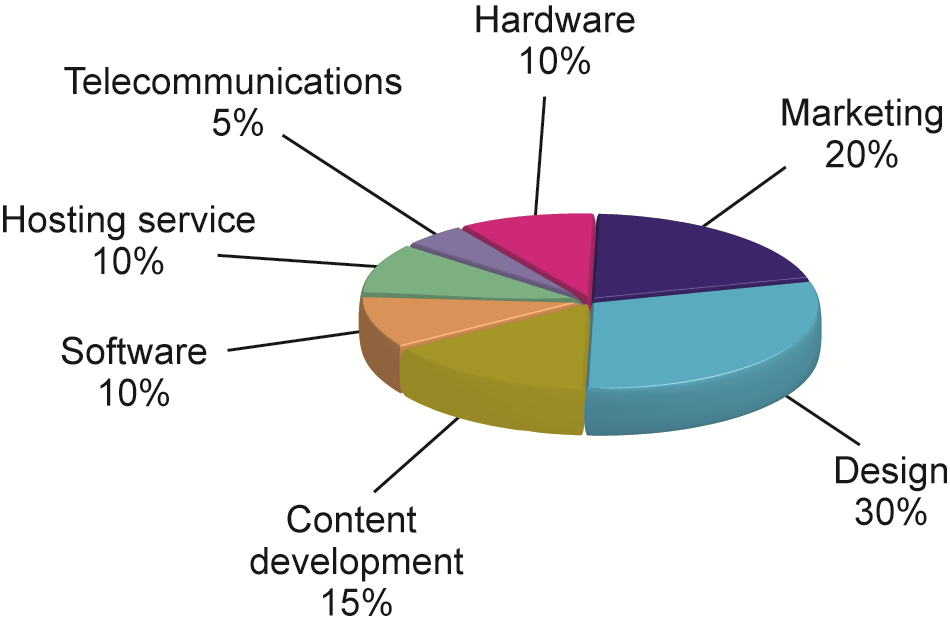 Hardware
10%
Telecommunications
5%
Marketing
20%
Hosting service
10%
Software
10%
Design
30%
Content
development
15%